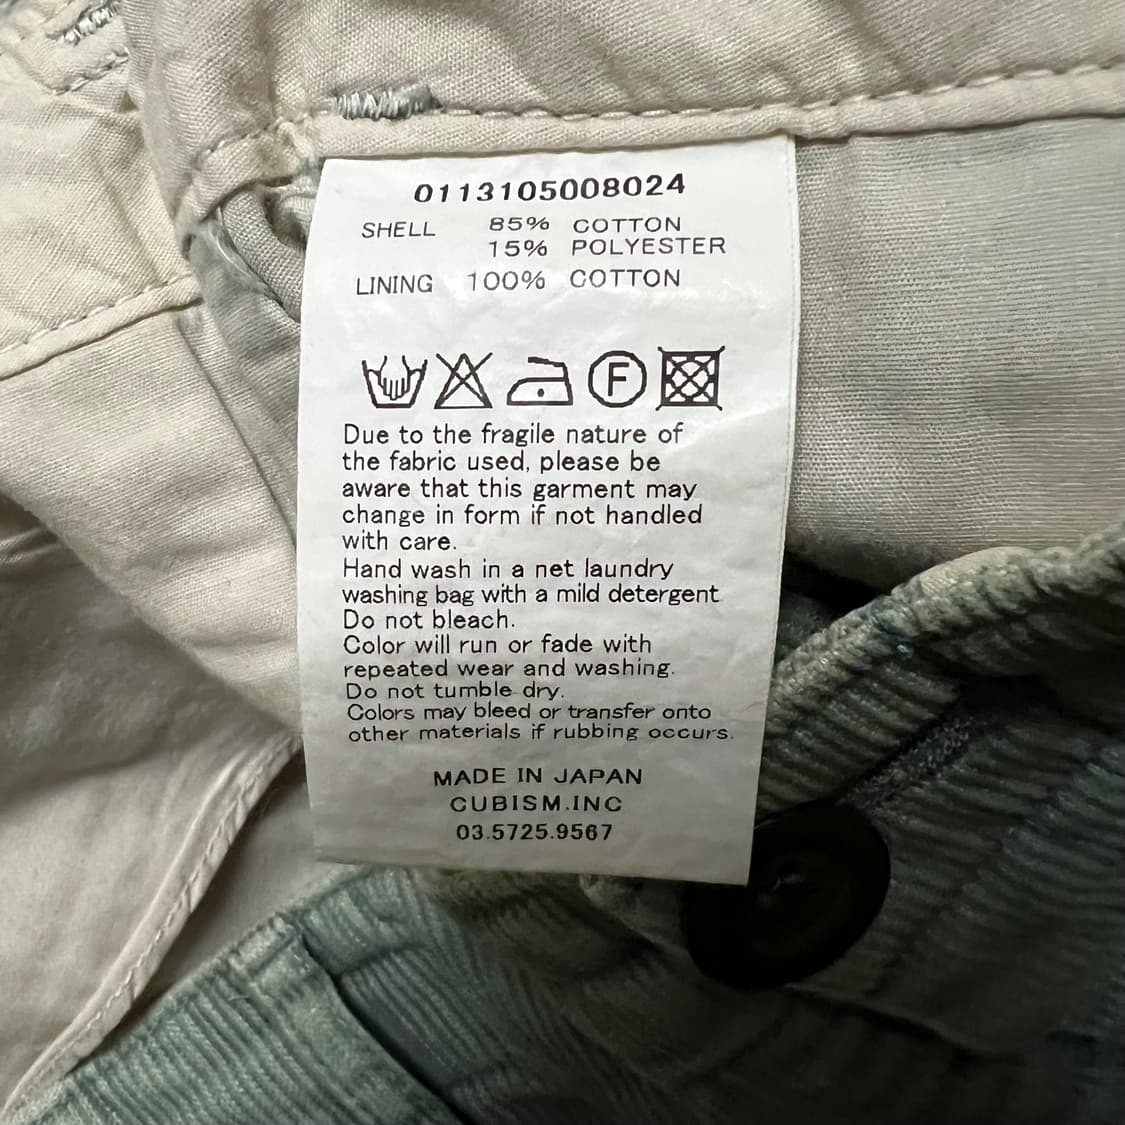 0113105008024
SHELL 85% COTTON
15% POLYESTER
LINING 100% COTTON
F
Due to the fragile nature of
the fabric used, please be
aware that this garment may
change in form if not handled
with care.
Hand wash in a net laundry
washing bag with a mild detergent
Do not bleach.
Color will run or fade with
repeated wear and washing.
Do not tumble dry.
Colors may bleed or transfer onto
other materials if rubbing occurs.
MADE IN JAPAN
CUBISM.INC
03.5725.9567